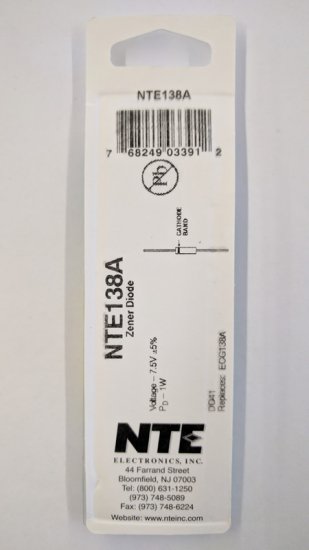 NTE138A
7 68249 03391 2
Pb
CATHODE
BAND
NTE138A
Zener Diode
Voltage – 7.5V ±5%
PD – 1W
DO41
Replaces: ECG138A
NTE
ELECTRONICS, INC.
44 Farrand Street
Bloomfield, NJ 07003
Tel: (800) 631-1250
(973) 748-5089
Fax: (973) 748-6224
Website: www.nteinc.com